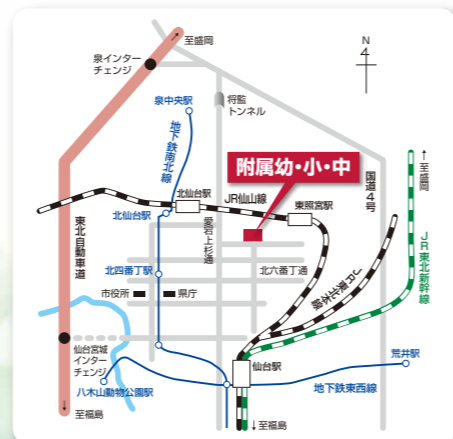 至盛岡
N
4
泉インター
チェンジ
泉中央駅
将監
トンネル
地下鉄南北線
附属幼・小・中
国道4号
至盛岡
北仙台駅
JR仙山線
東照宮駅
北仙台駅
東北自動車道
愛宕上杉通
JR東北新幹線
北四番丁駅
北六番丁通
JR東北本線
市役所
県庁
仙台宮城
インター
チェンジ
仙台駅
荒井駅
八木山動物公園駅
地下鉄東西線
至福島
至福島